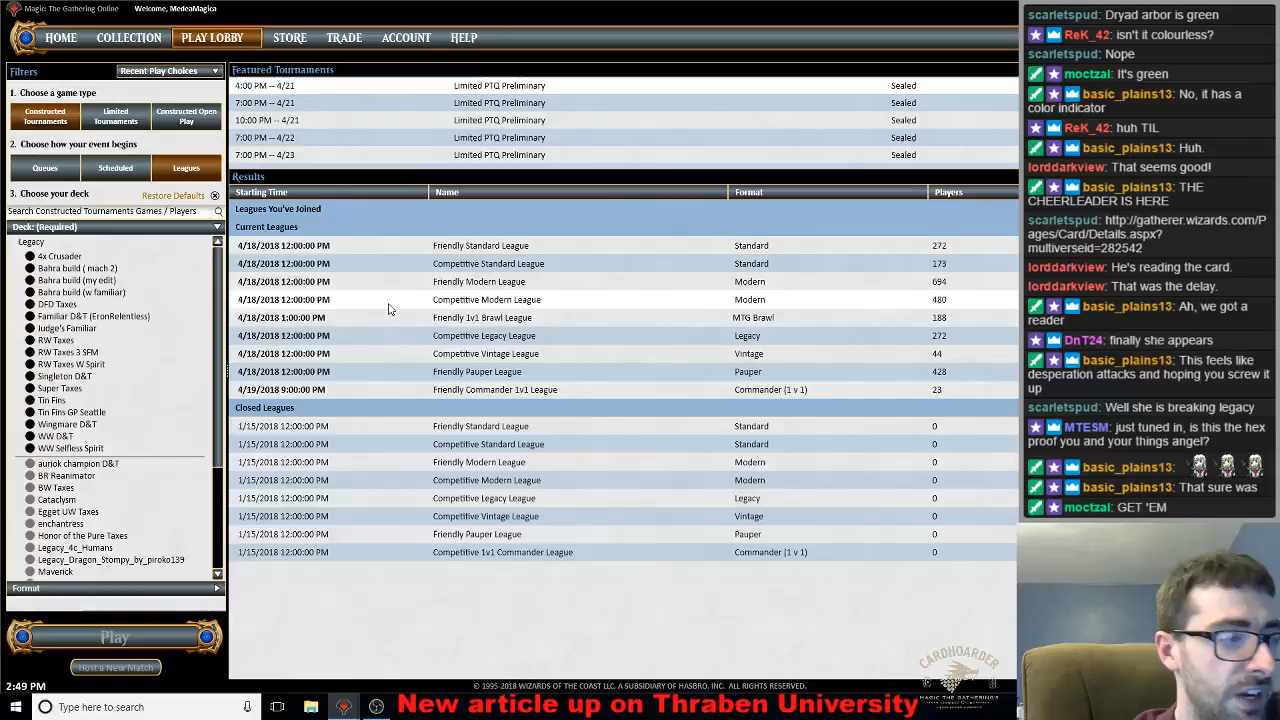 Magic: The Gathering Online
Welcome, MedeaMagica
HOME COLLECTION PLAY LOBBY STORE TRADE ACCOUNT HELP
Filters
Recent Play Choices
1. Choose a game type
Constructed Tournaments
Limited Tournaments
Constructed Open Play
2. Choose how your event begins
Queues
Scheduled
Leagues
3. Choose your deck
Restore Defaults
Search Constructed Tournaments Games / Players
Deck: (Required)
Legacy
4x Crusader
Bahra build ( mach 2)
Bahra build (my edit)
Bahra build (w familiar)
DFD Taxes
Familiar D&T (EronRelentless)
Judge's Familiar
RW Taxes
RW Taxes 3 SFM
RW Taxes W Spirit
Singleton D&T
Super Taxes
Tin Fins
Tin Fins GP Seattle
Wingmare D&T
WW D&T
WW Selfless Spirit
auriok champion D&T
BR Reanimator
BW Taxes
Cataclysm
Egget UW Taxes
enchantress
Honor of the Pure Taxes
Legacy_4c_Humans
Legacy_Dragon_Stompy_by_piroko139
Maverick
Format
Play
Host a New Match
2:49 PM
Featured Tournaments
4:00 PM -- 4/21 Limited PTQ Preliminary Sealed
7:00 PM -- 4/21 Limited PTQ Preliminary Sealed
10:00 PM -- 4/21 Limited PTQ Preliminary Sealed
7:00 PM -- 4/22 Limited PTQ Preliminary Sealed
7:00 PM -- 4/23 Limited PTQ Preliminary Sealed
Results
Starting Time Name Format Players
Leagues You've Joined
Current Leagues
4/18/2018 12:00:00 PM Friendly Standard League Standard 272
4/18/2018 12:00:00 PM Competitive Standard League Standard 173
4/18/2018 12:00:00 PM Friendly Modern League Modern 694
4/18/2018 12:00:00 PM Competitive Modern League Modern 480
4/18/2018 1:00:00 PM Friendly 1v1 Brawl League MTG Brawl 188
4/18/2018 12:00:00 PM Competitive Legacy League Legacy 272
4/18/2018 12:00:00 PM Competitive Vintage League Vintage 44
4/18/2018 12:00:00 PM Friendly Pauper League Pauper 428
4/19/2018 9:00:00 PM Friendly Commander 1v1 League Commander (1 v 1) 23
Closed Leagues
1/15/2018 12:00:00 PM Friendly Standard League Standard 0
1/15/2018 12:00:00 PM Competitive Standard League Standard 0
1/15/2018 12:00:00 PM Friendly Modern League Modern 0
1/15/2018 12:00:00 PM Competitive Modern League Modern 0
1/15/2018 12:00:00 PM Competitive Legacy League Legacy 0
1/15/2018 12:00:00 PM Competitive Vintage League Vintage 0
1/15/2018 12:00:00 PM Friendly Pauper League Pauper 0
1/15/2018 12:00:00 PM Competitive 1v1 Commander League Commander (1 v 1) 0
CARDHOARDER
MAGIC THE GATHERING
© 1995-2018 WIZARDS OF THE COAST LLC. A SUBSIDIARY OF HASBRO, INC. ALL RIGHTS RESERVED.
Type here to search
New article up on Thraben University
scarletspud: Dryad arbor is green
ReK_42: isn't it colourless?
scarletspud: Nope
moctzal: It's green
basic_plains13: No, it has a
color indicator
ReK_42: huh TIL
basic_plains13: Huh.
lorddarkview: That seems good!
basic_plains13: THE
CHEERLEADER IS HERE
scarletspud: http://gatherer.wizards.com/P
ages/Card/Details.aspx?
multiverseid=282542
lorddarkview: He's reading the card.
lorddarkview: That was the delay.
basic_plains13: Ah, we got a
reader
DnT24: finally she appears
basic_plains13: This feels like
desperation attacks and hoping you screw it
up
scarletspud: Well she is breaking legacy
MTESM: just tuned in, is this the hex
proof you and your things angel?
basic_plains13:
basic_plains13: That sure was
moctzal: GET 'EM